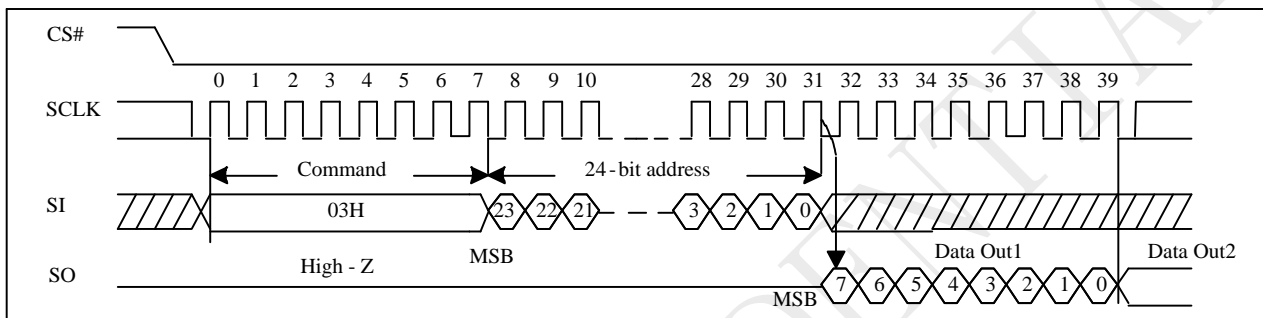 CS#
0 1 2 3 4 5 6 7 8 9 10 28 29 30 31 32 33 34 35 36 37 38 39
SCLK
Command 24-bit address
SI 03H 23 22 21 3 2 1 0
High - Z MSB Data Out1 Data Out2
SO 7 6 5 4 3 2 1 0
MSB